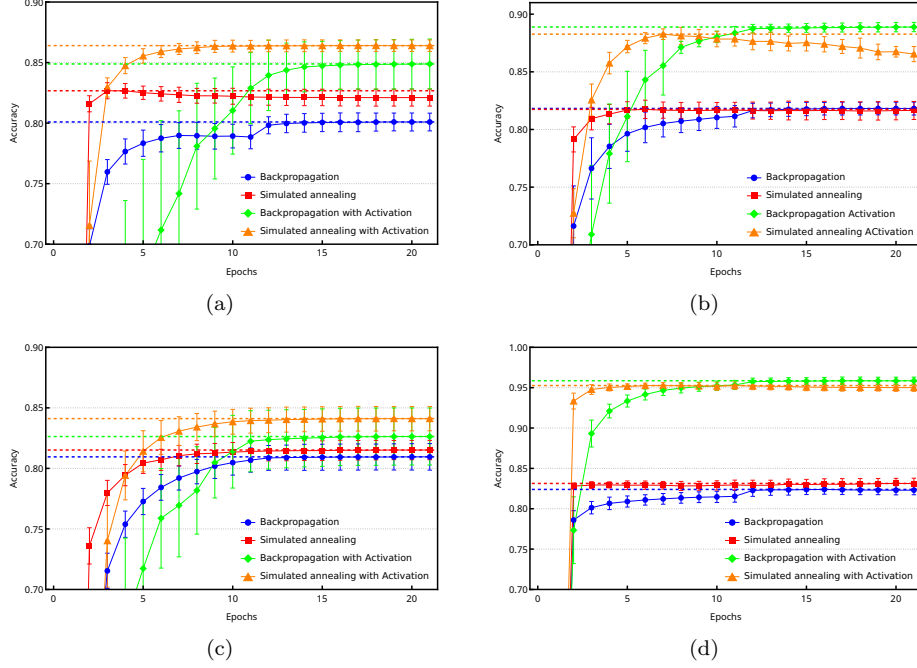 0.90
0.85
0.80
0.75
0.70
Accuracy
0 5 10 15 20
Epochs
Backpropagation
Simulated annealing
Backpropagation with Activation
Simulated annealing with Activation
(a)
0.90
0.85
0.80
0.75
0.70
Accuracy
0 5 10 15 20
Epochs
Backpropagation
Simulated annealing
Backpropagation Activation
Simulated annealing ACtivation
(b)
0.90
0.85
0.80
0.75
0.70
Accuracy
0 5 10 15 20
Epochs
Backpropagation
Simulated annealing
Backpropagation with Activation
Simulated annealing with Activation
(c)
1.00
0.95
0.90
0.85
0.80
0.75
0.70
Accuracy
0 5 10 15 20
Epochs
Backpropagation
Simulated annealing
Backpropagation with Activation
Simulated annealing with Activation
(d)